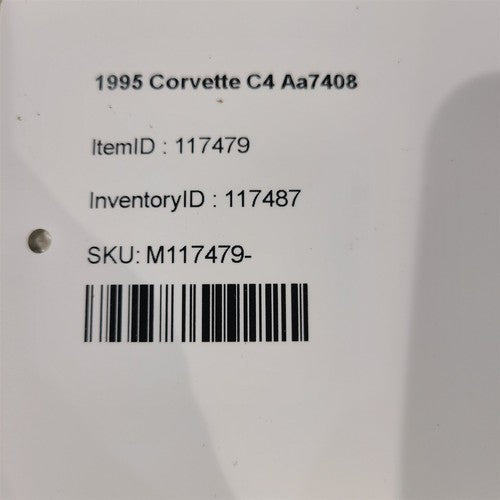 1995 Corvette C4 Aa7408
ItemID : 117479
InventoryID : 117487
SKU: M117479-